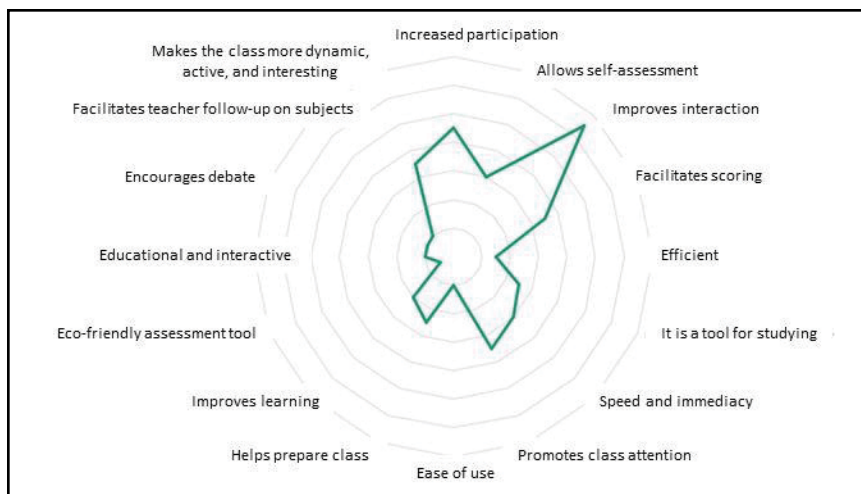 Increased participation
Makes the class more dynamic,
active, and interesting
Allows self-assessment
Facilitates teacher follow-up on subjects
Improves interaction
Encourages debate
Facilitates scoring
Educational and interactive
Efficient
Eco-friendly assessment tool
It is a tool for studying
Improves learning
Speed and immediacy
Helps prepare class
Promotes class attention
Ease of use